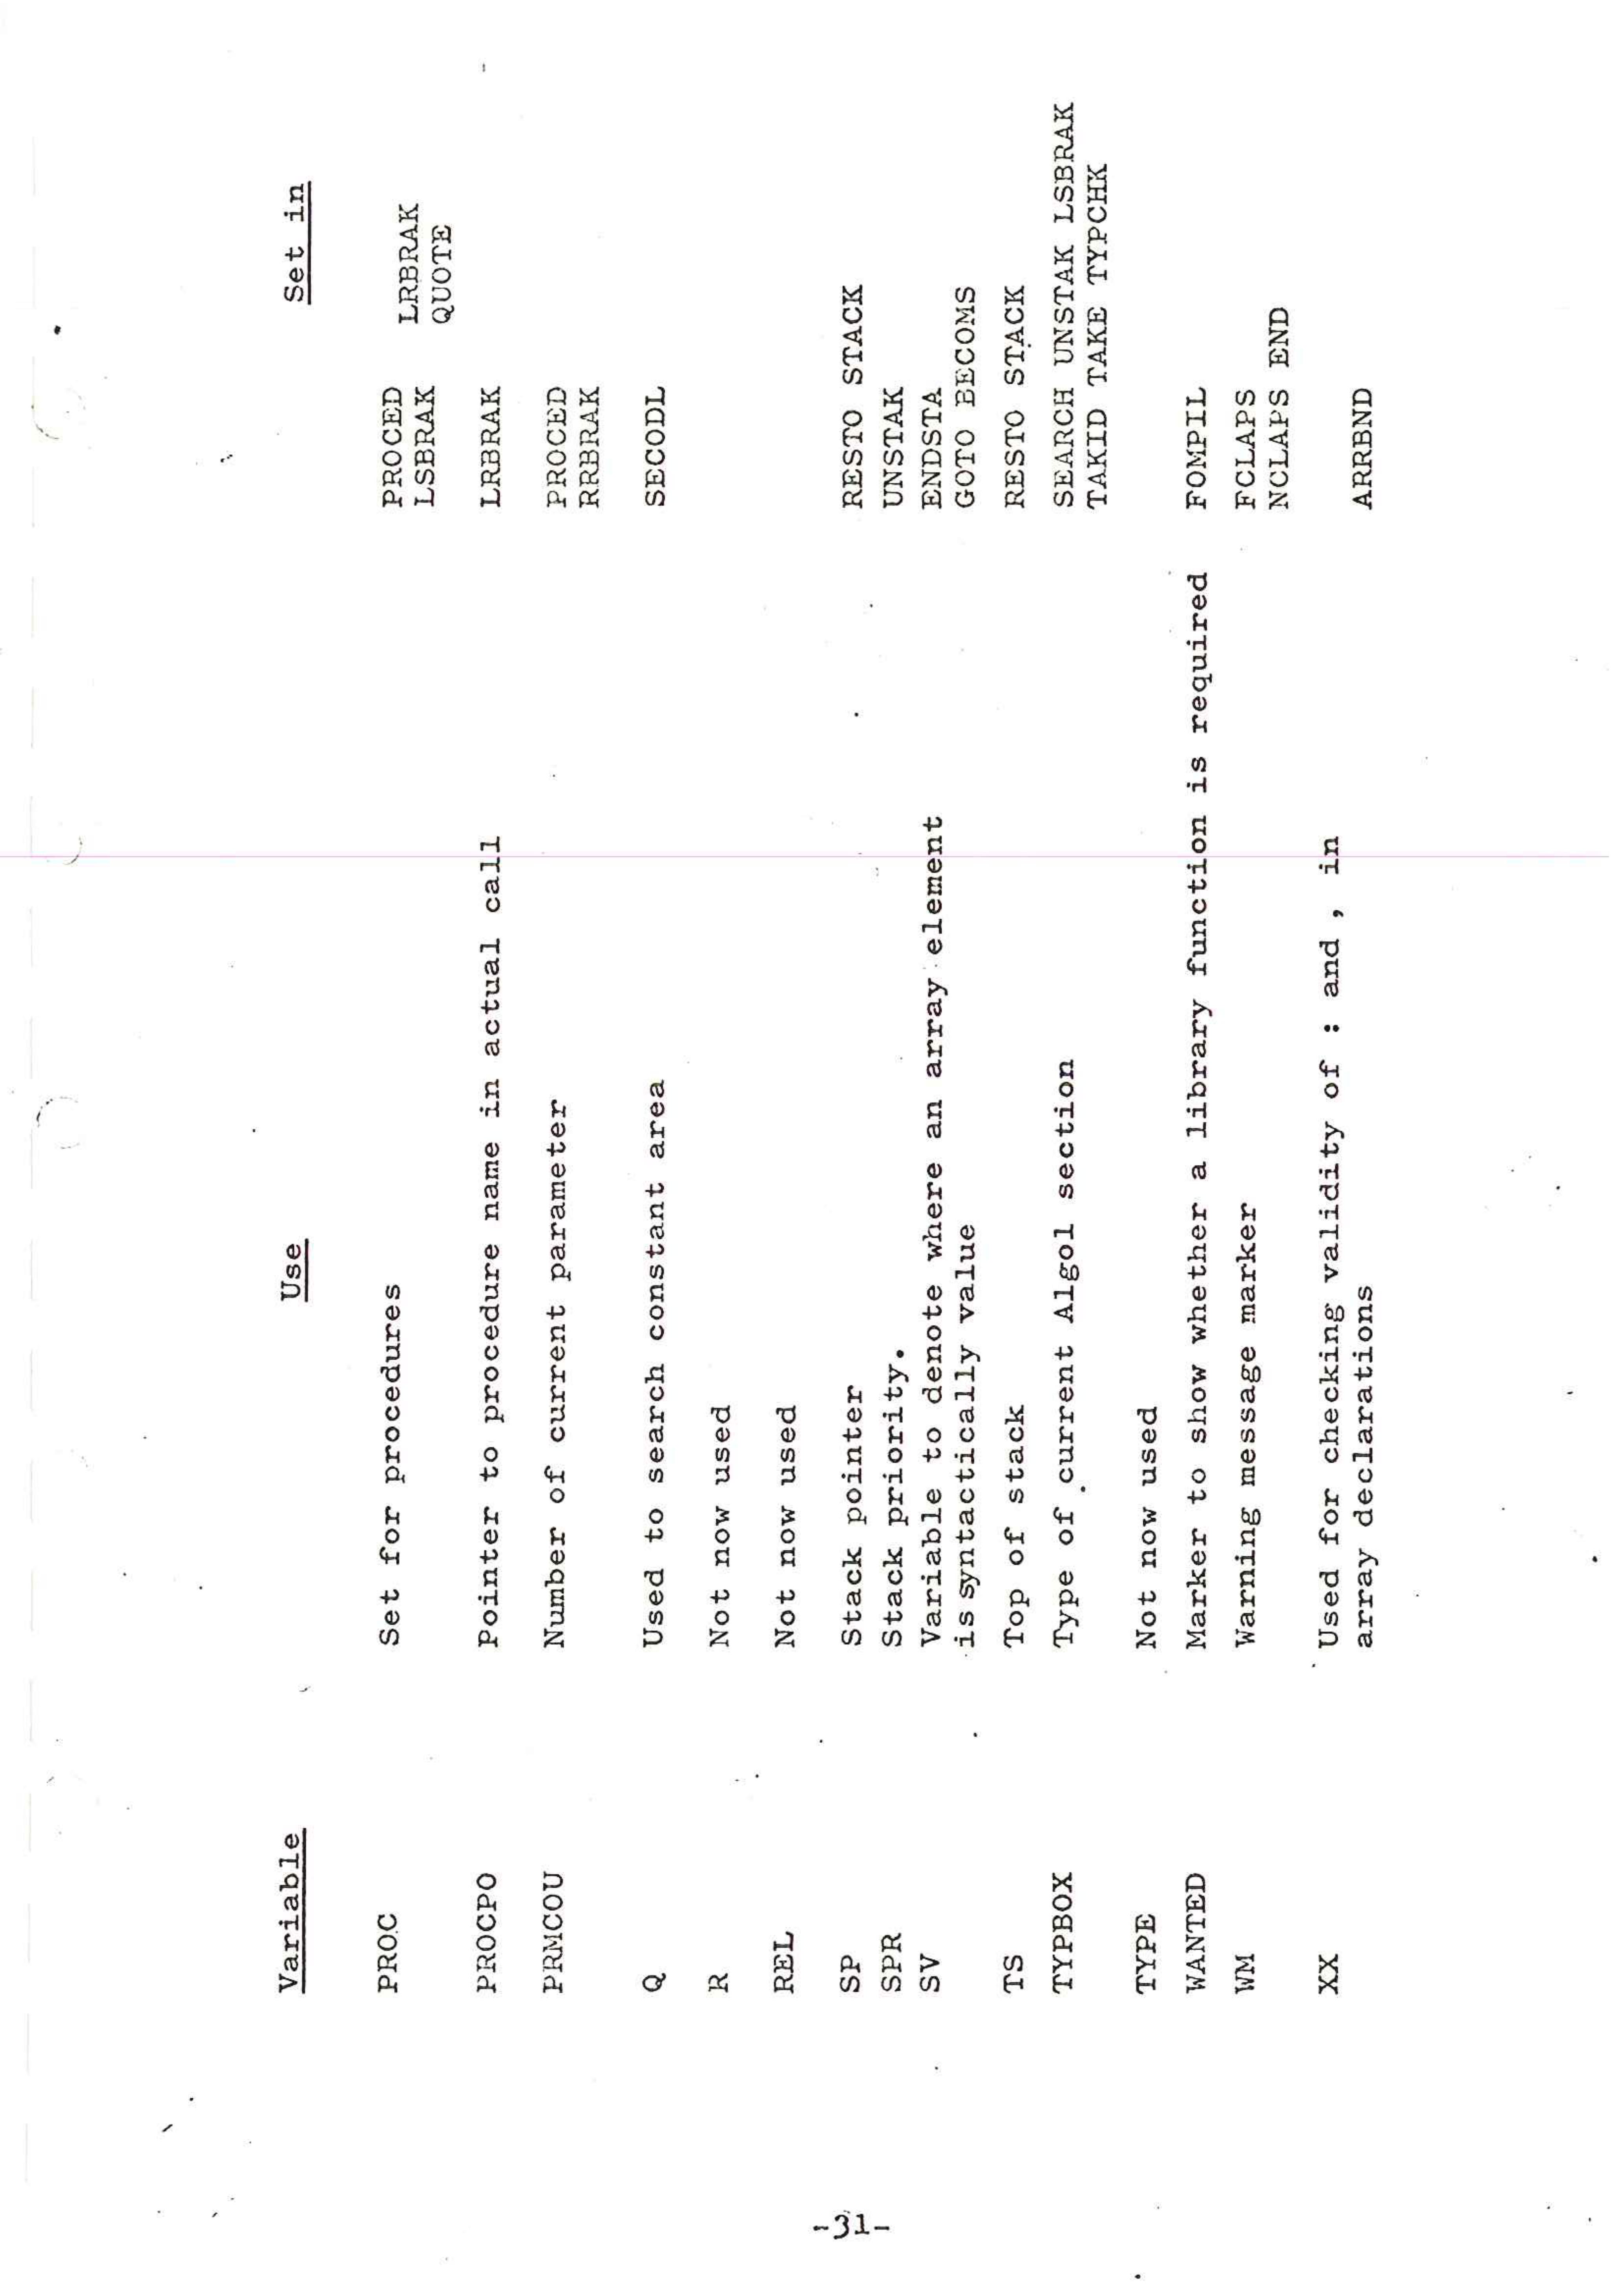 Variable Use Set in
PROC Set for procedures PROCED LRBRAK
LSBRAK QUOTE
PROCPO Pointer to procedure name in actual call LRBRAK
PRMCOU Number of current parameter PROCED
RRBRAK
Q Used to search constant area SECODL
R Not now used
REL Not now used
SP Stack pointer RESTO STACK
SPR Stack priority. UNSTAK
SV Variable to denote where an array element ENDSTA
is syntactically value GOTO BECOMS
TS Top of stack RESTO STACK
TYPBOX Type of current Algol section SEARCH UNSTAK LSBRAK
TAKID TAKE TYPCHK
TYPE Not now used
WANTED Marker to show whether a library function is required FOMPIL
WM Warning message marker FCLAPS
NCLAPS END
XX Used for checking validity of : and , in
array declarations ARRBND
-31-